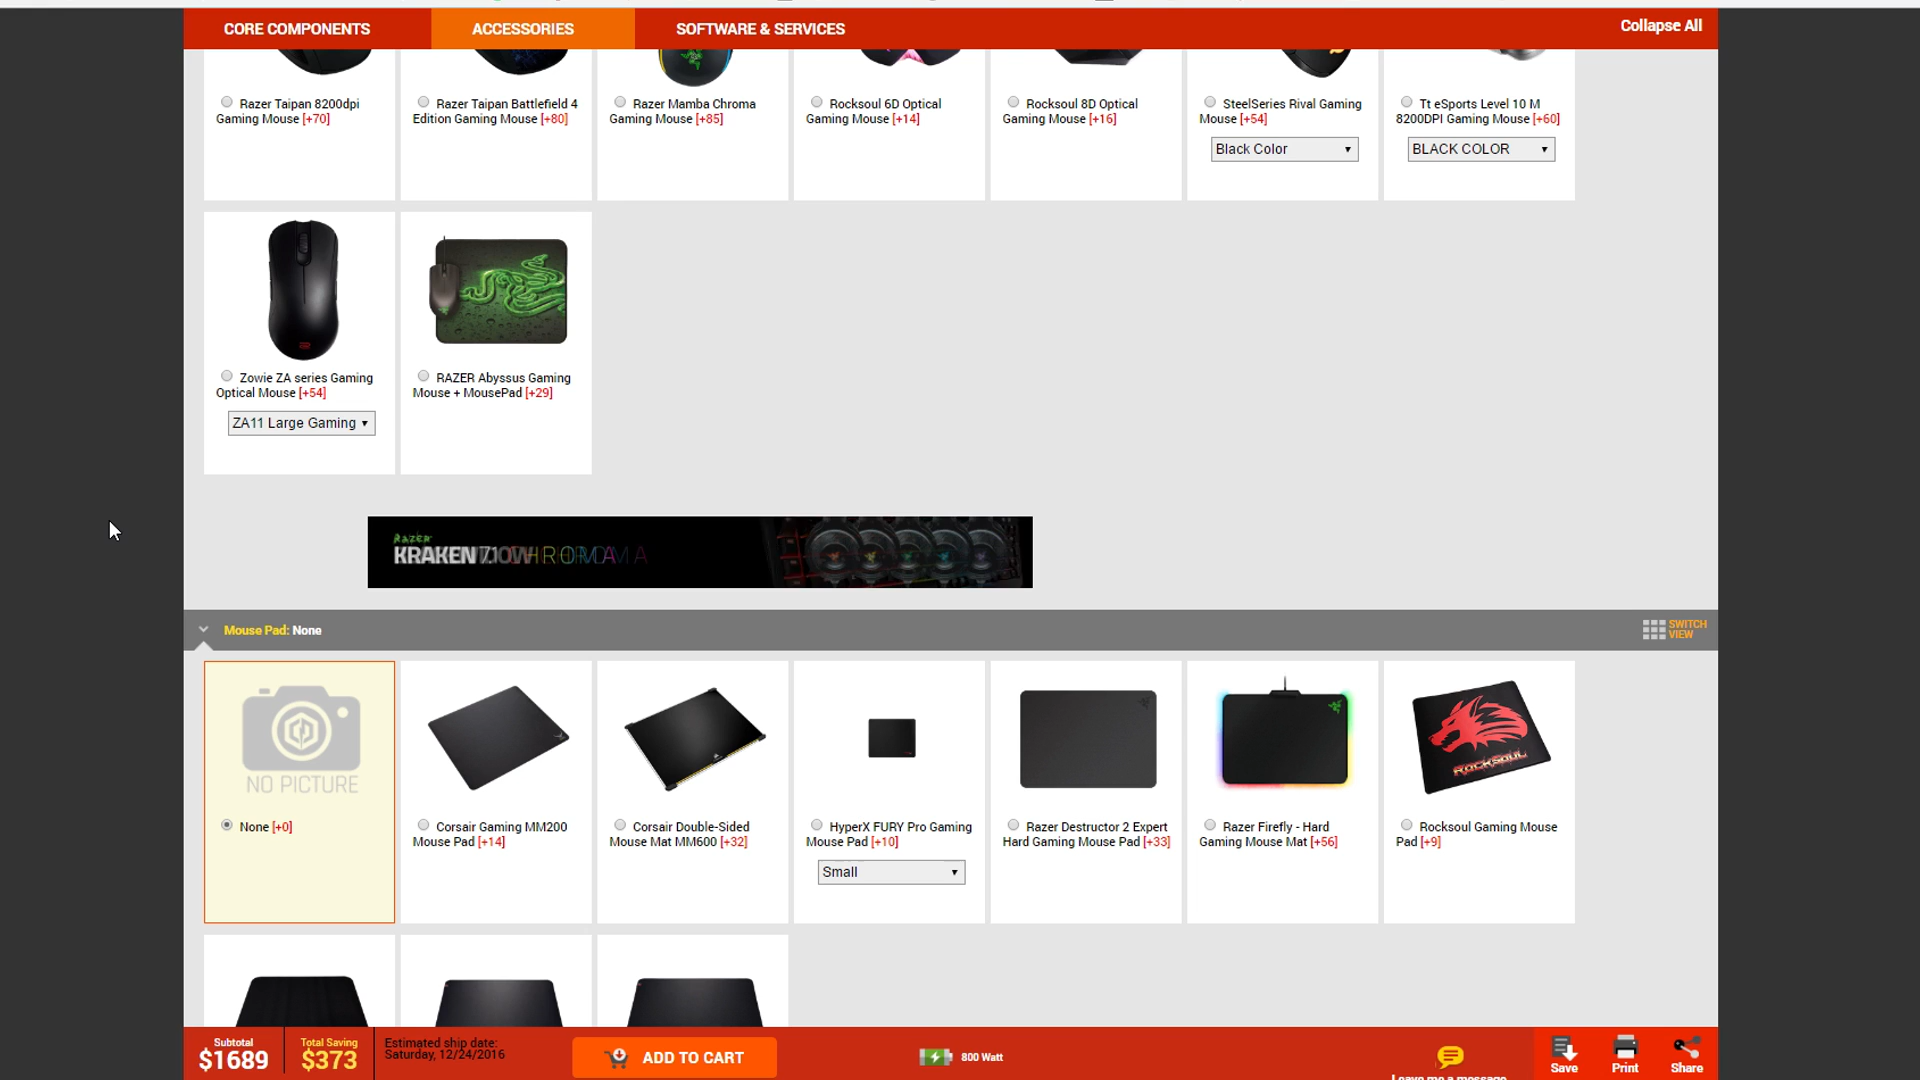 CORE COMPONENTS
ACCESSORIES
SOFTWARE & SERVICES
Collapse All
Razer Taipan 8200dpi
Gaming Mouse [+70]
Razer Taipan Battlefield 4
Edition Gaming Mouse [+80]
Razer Mamba Chroma
Gaming Mouse [+85]
Rocksoul 6D Optical
Gaming Mouse [+14]
Rocksoul 8D Optical
Gaming Mouse [+16]
SteelSeries Rival Gaming
Mouse [+54]
Black Color
Tt eSports Level 10 M
8200DPI Gaming Mouse [+60]
BLACK COLOR
Zowie ZA series Gaming
Optical Mouse [+54]
ZA11 Large Gaming
RAZER Abyssus Gaming
Mouse + MousePad [+29]
RAZER
KRAKEN
Mouse Pad: None
SWITCH
VIEW
NO PICTURE
None [+0]
Corsair Gaming MM200
Mouse Pad [+14]
Corsair Double-Sided
Mouse Mat MM600 [+32]
HyperX FURY Pro Gaming
Mouse Pad [+10]
Small
Razer Destructor 2 Expert
Hard Gaming Mouse Pad [+33]
Razer Firefly - Hard
Gaming Mouse Mat [+56]
ROCKSOUL
Rocksoul Gaming Mouse
Pad [+9]
Subtotal
$1689
Total Saving
$373
Estimated ship date:
Saturday, 12/24/2016
ADD TO CART
800 Watt
Leave me a message
Save
Print
Share